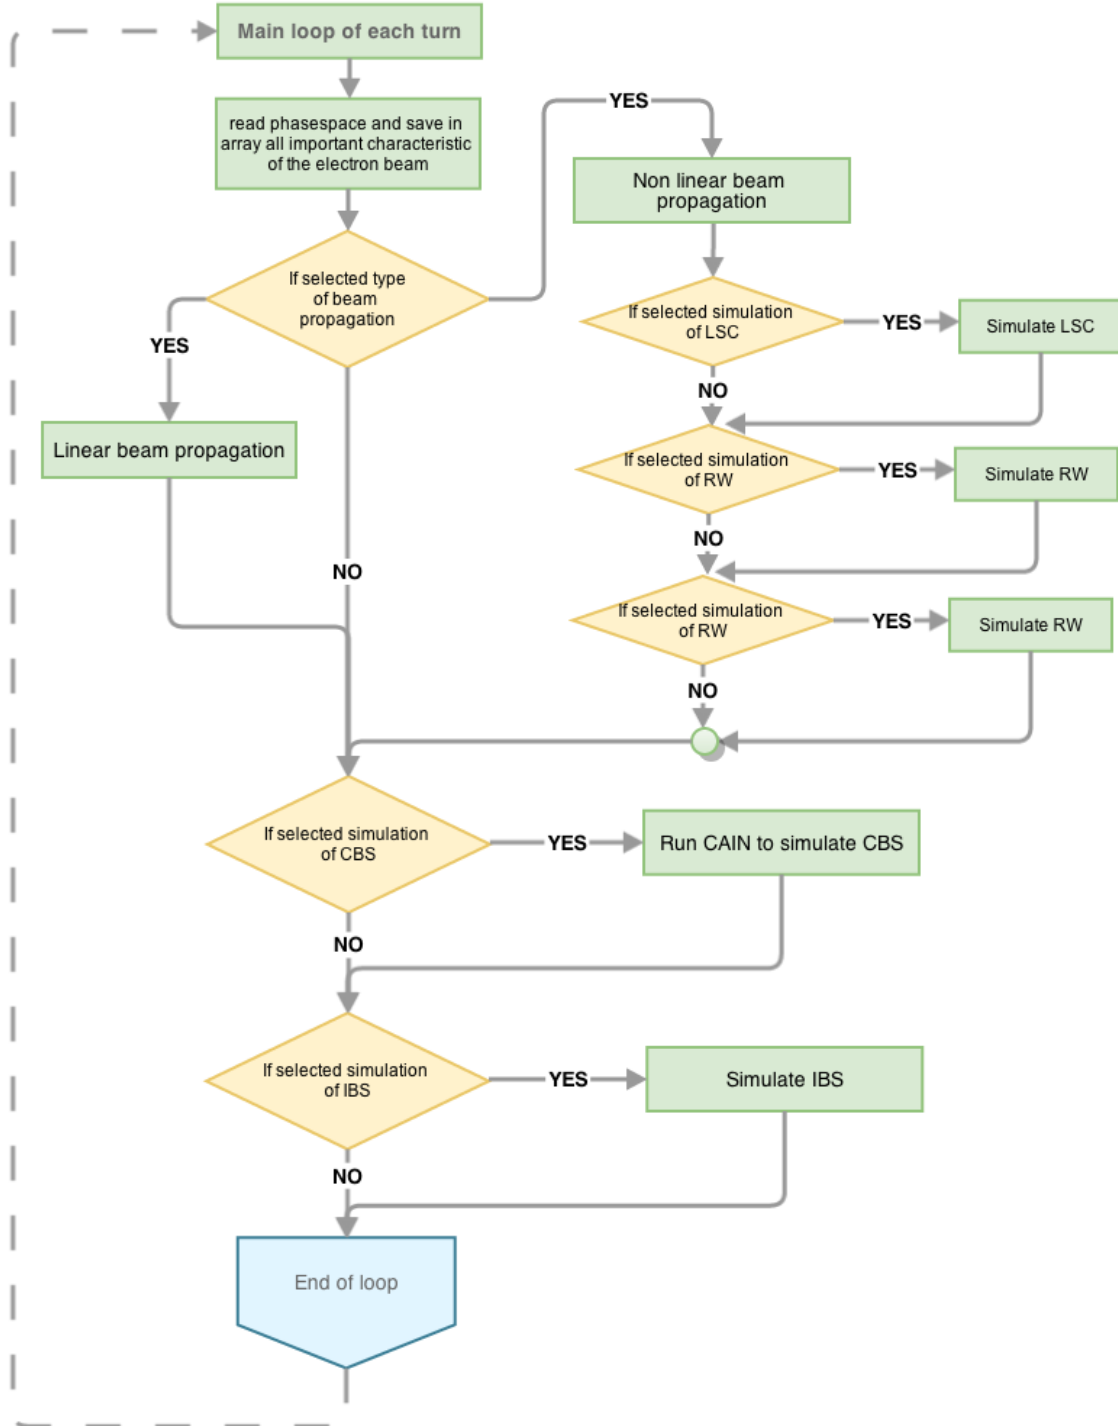 Main loop of each turn
read phasespace and save in
array all important characteristic
of the electron beam
YES
Non linear beam
propagation
If selected type
of beam
propagation
YES
If selected simulation
of LSC
YES
Simulate LSC
NO
Linear beam propagation
If selected simulation
of RW
YES
Simulate RW
NO
NO
If selected simulation
of RW
YES
Simulate RW
NO
If selected simulation
of CBS
YES
Run CAIN to simulate CBS
NO
If selected simulation
of IBS
YES
Simulate IBS
NO
End of loop